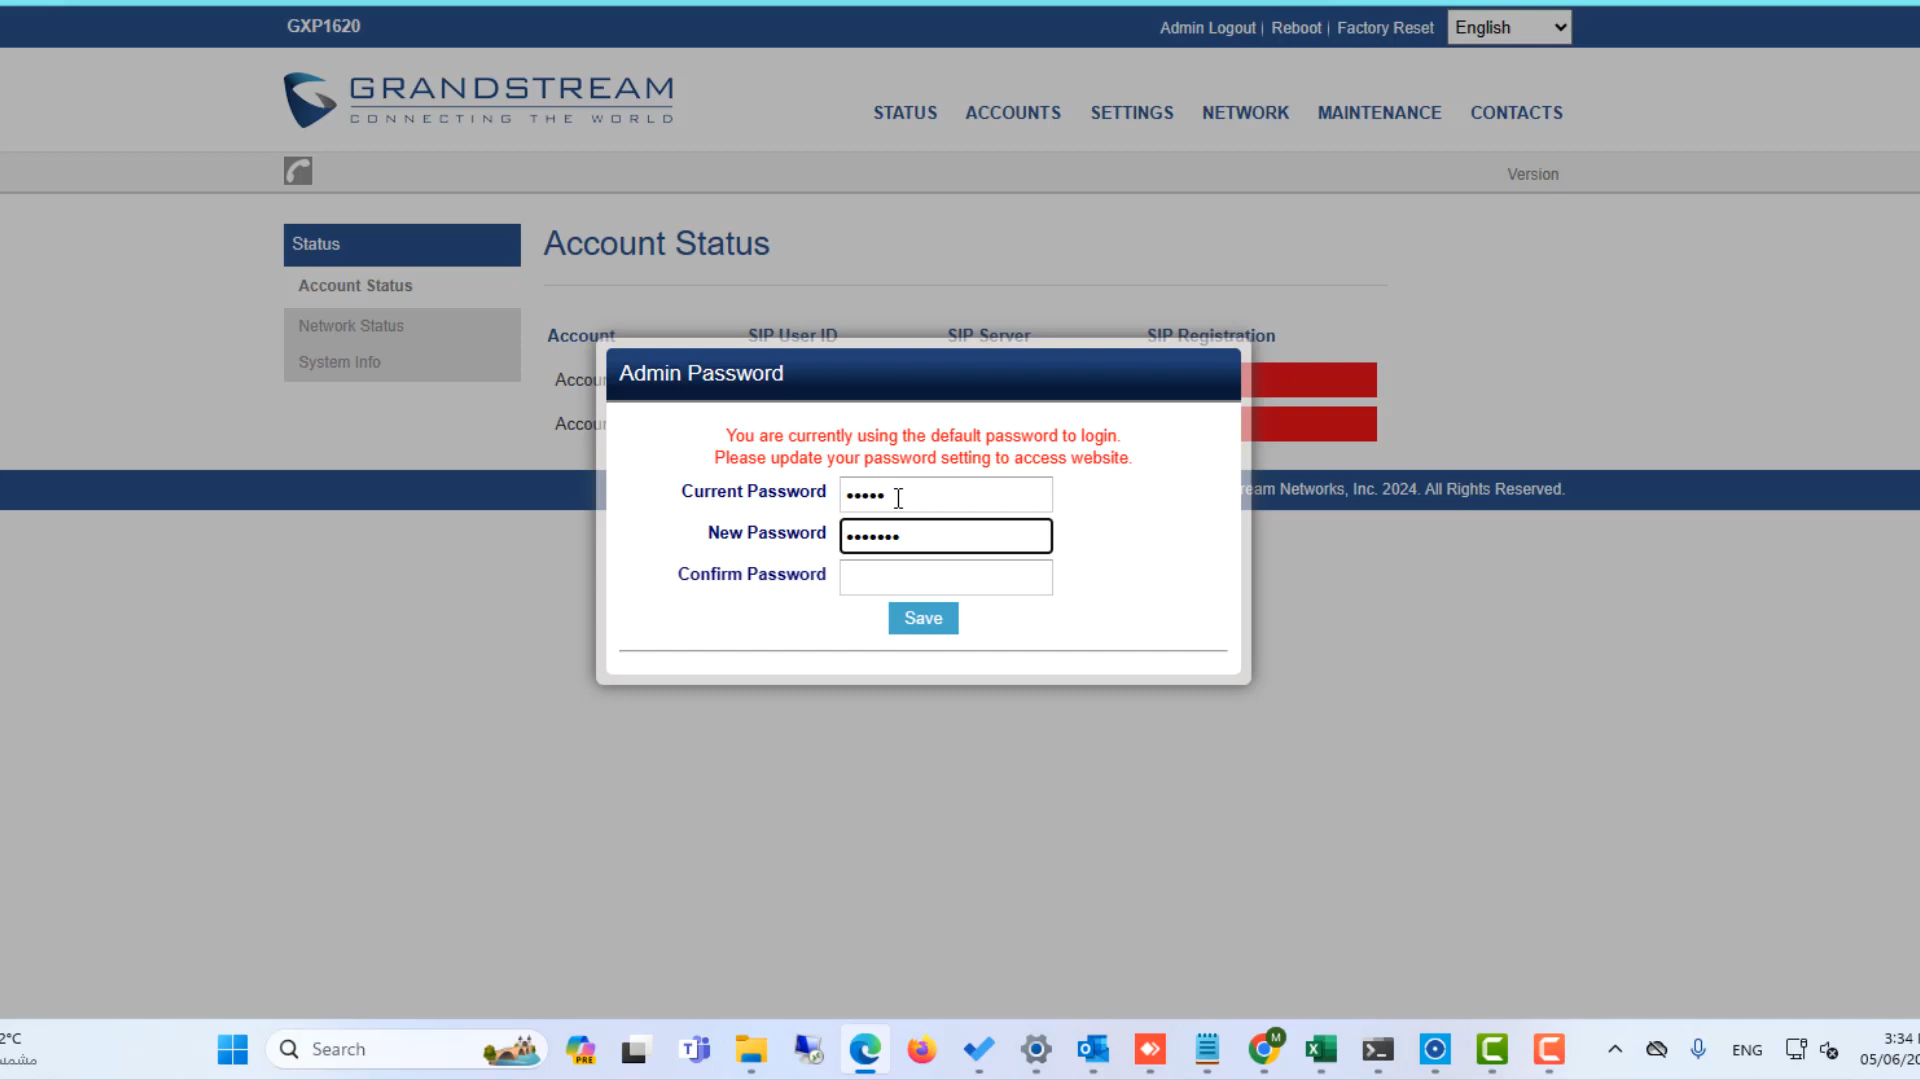 GXP1620
Admin Logout | Reboot | Factory Reset
English
GRANDSTREAM
CONNECTING THE WORLD
STATUS ACCOUNTS SETTINGS NETWORK MAINTENANCE CONTACTS
Version
Status
Account Status
Network Status
System Info
Account Status
Account SIP User ID SIP Server SIP Registration
Admin Password
You are currently using the default password to login.
Please update your password setting to access website.
Current Password •••••
New Password •••••••
Confirm Password
Save
Networks, Inc. 2024. All Rights Reserved.
2°C
Search
PRE
M
ENG
3:34
05/06/20